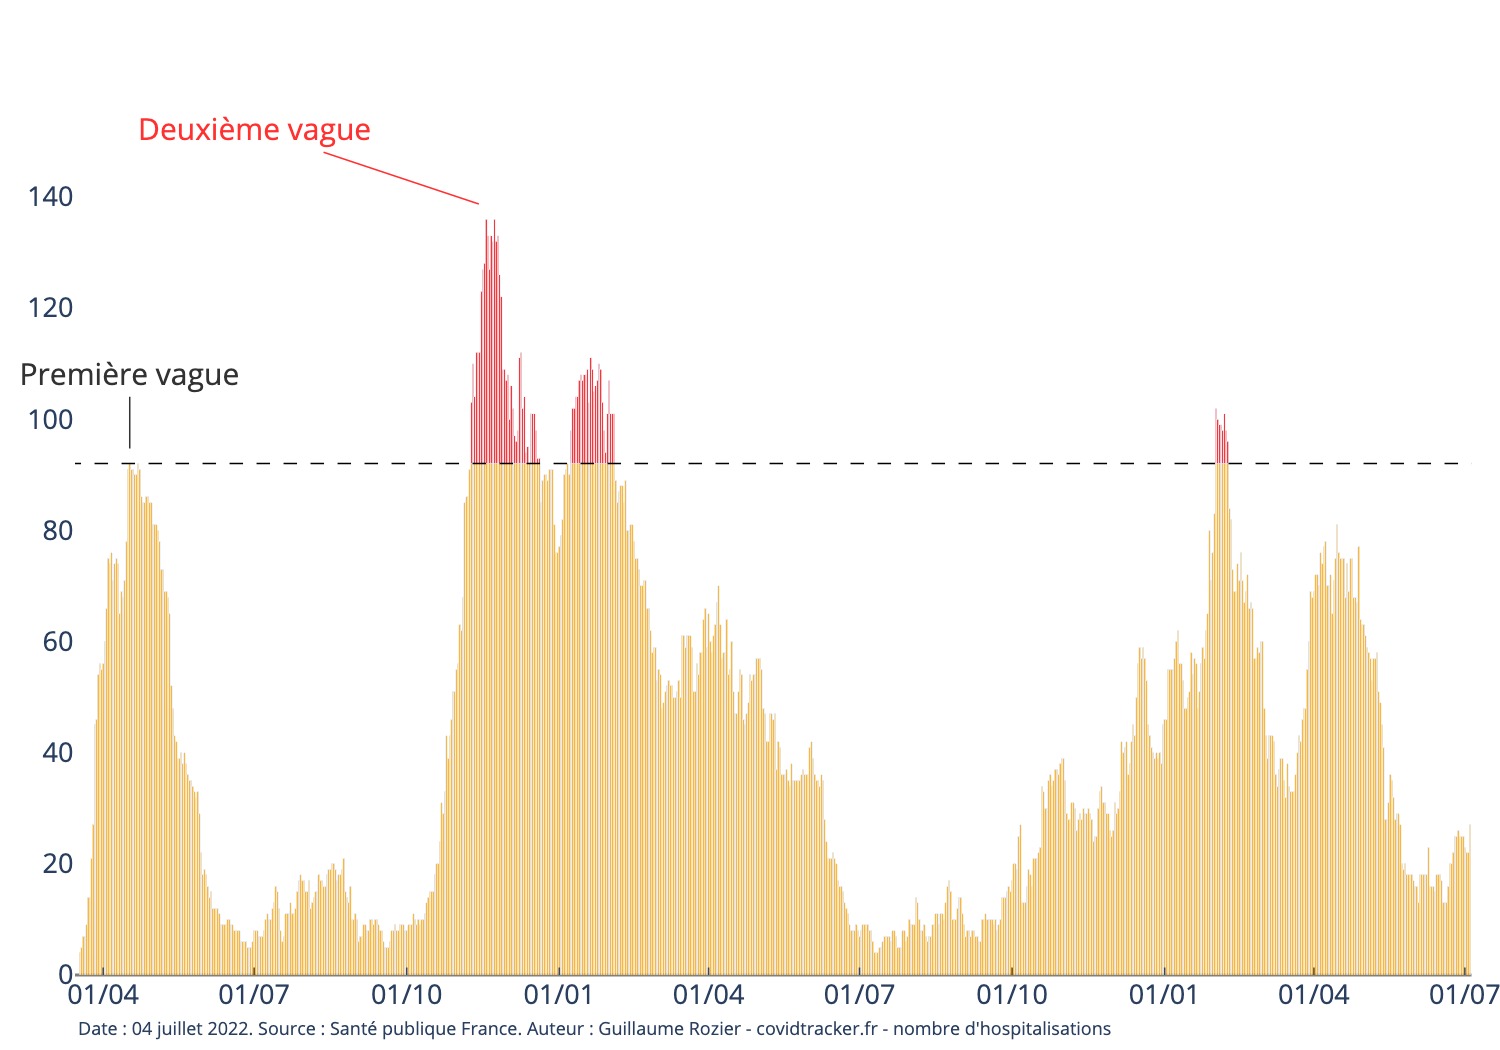 Deuxième vague
140
120
Première vague
100
80
60
40
20
0
01/04 01/07 01/10 01/01 01/04 01/07 01/10 01/01 01/04 01/07
Date : 04 juillet 2022. Source : Santé publique France. Auteur : Guillaume Rozier - covidtracker.fr - nombre d'hospitalisations